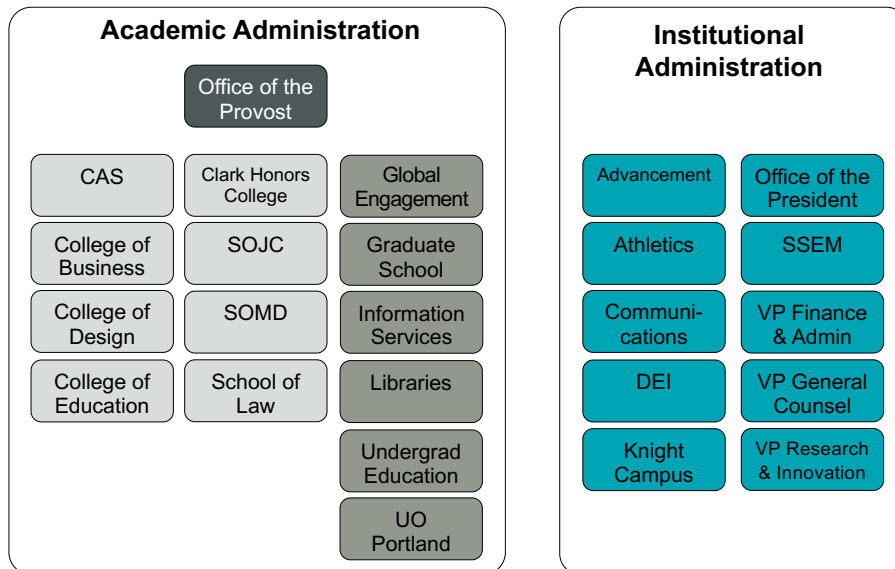 Academic Administration
Office of the
Provost
CAS
Clark Honors
College
Global
Engagement
College of
Business
SOJC
Graduate
School
College of
Design
SOMD
Information
Services
College of
Education
School of
Law
Libraries
Undergrad
Education
UO
Portland
Institutional
Administration
Advancement
Office of the
President
Athletics
SSEM
Communi-
cations
VP Finance
& Admin
DEI
VP General
Counsel
Knight
Campus
VP Research
& Innovation